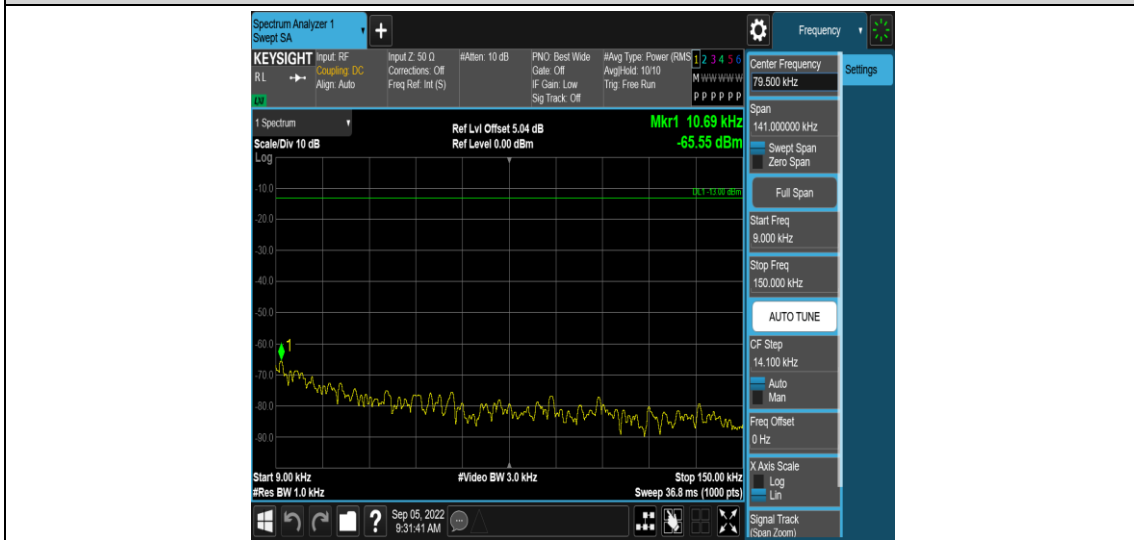 Spectrum Analyzer 1
Swept SA
+
Frequency
KEYSIGHT
RL
LXI
Input: RF
Coupling: DC
Align: Auto
Input Z: 50 Ω
Corrections: Off
Freq Ref: Int (S)
#Atten: 10 dB
PNO: Best Wide
Gate: Off
IF Gain: Low
Sig Track: Off
#Avg Type: Power (RMS
Avg|Hold: 10/10
Trig: Free Run
1 2 3 4 5 6
M W W W W W
P P P P P P
1 Spectrum
Scale/Div 10 dB
Log
Ref Lvl Offset 5.04 dB
Ref Level 0.00 dBm
Mkr1 10.69 kHz
-65.55 dBm
DL1 -13.00 dBm
-10.0
-20.0
-30.0
-40.0
-50.0
-60.0
1
-70.0
-80.0
-90.0
Start 9.00 kHz
#Res BW 1.0 kHz
#Video BW 3.0 kHz
Stop 150.00 kHz
Sweep 36.8 ms (1000 pts)
?
Sep 05, 2022
9:31:41 AM
Center Frequency
79.500 kHz
Span
141.000000 kHz
Swept Span
Zero Span
Full Span
Start Freq
9.000 kHz
Stop Freq
150.000 kHz
AUTO TUNE
CF Step
14.100 kHz
Auto
Man
Freq Offset
0 Hz
X Axis Scale
Log
Lin
Signal Track
(Span Zoom)
Settings